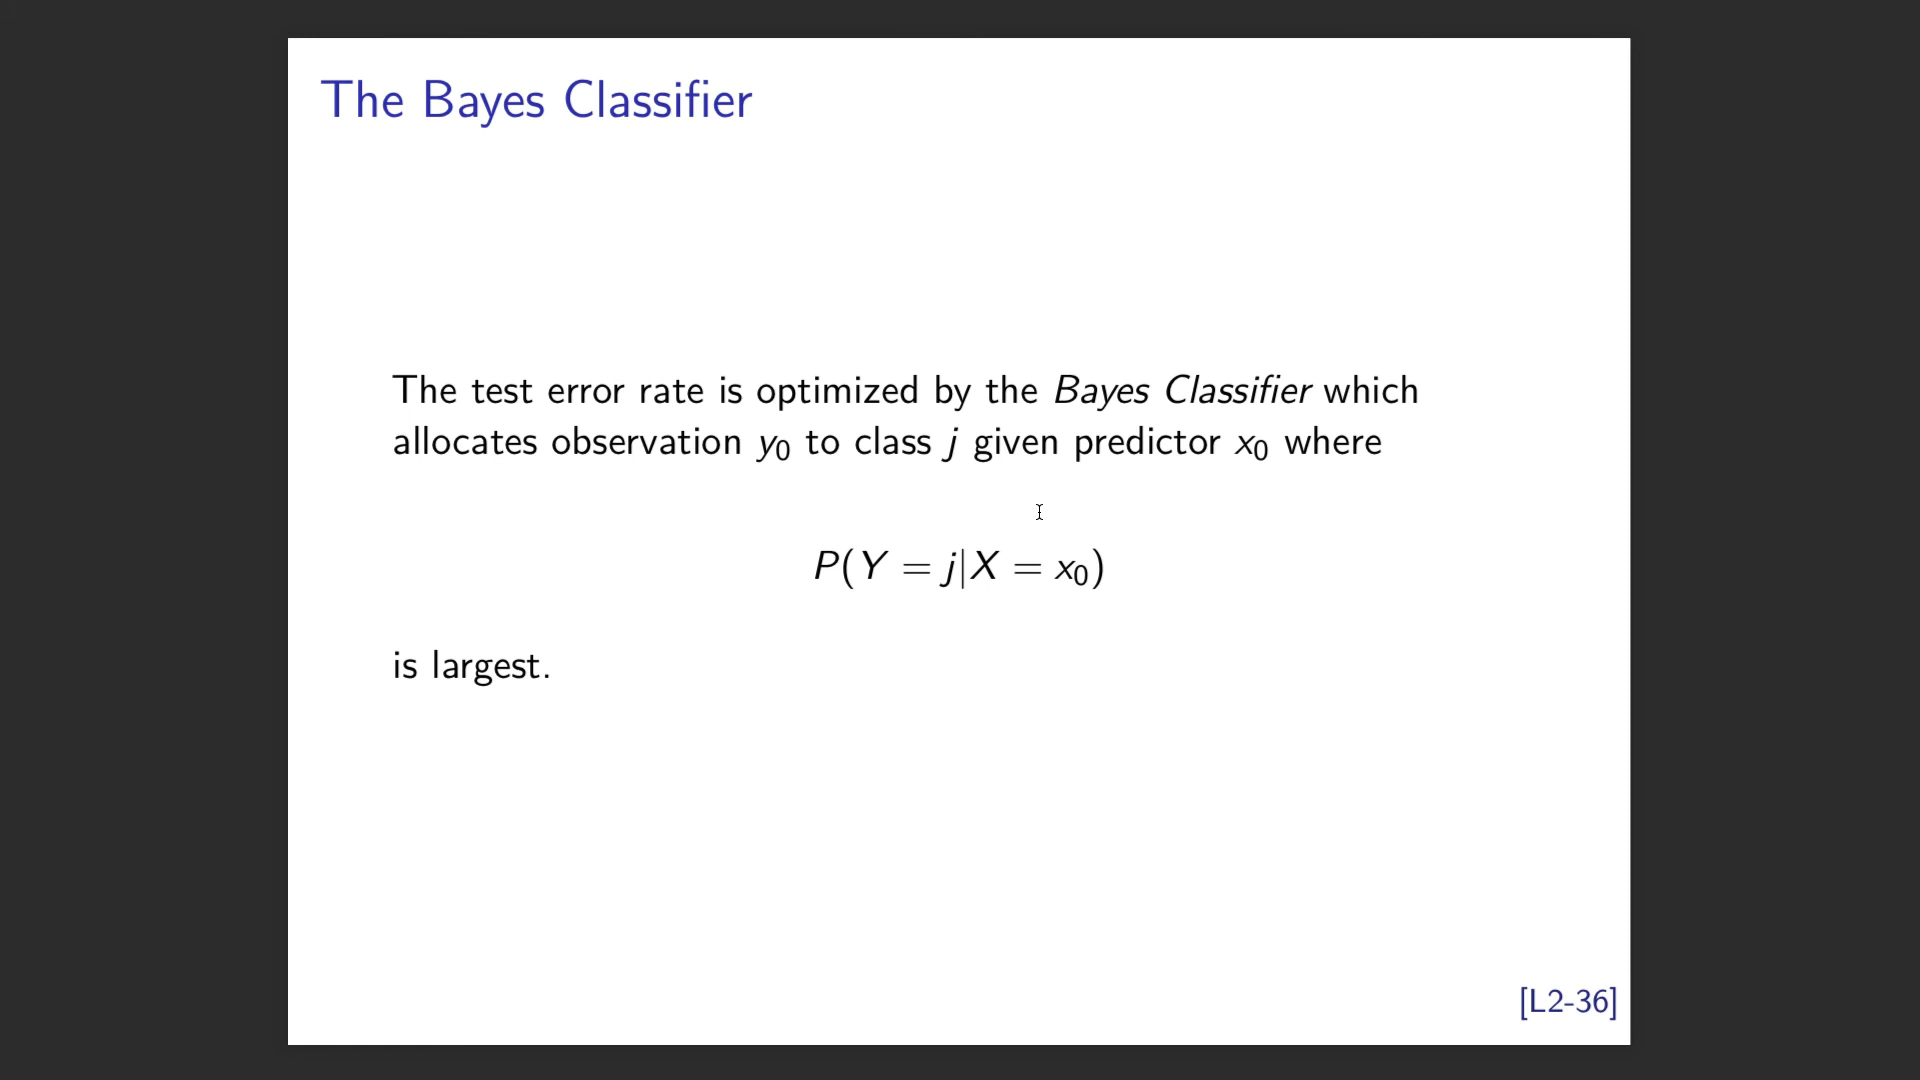 The Bayes Classifier
The test error rate is optimized by the Bayes Classifier which
allocates observation y₀ to class j given predictor x₀ where
P(Y = j|X = x₀)
is largest.
[L2-36]